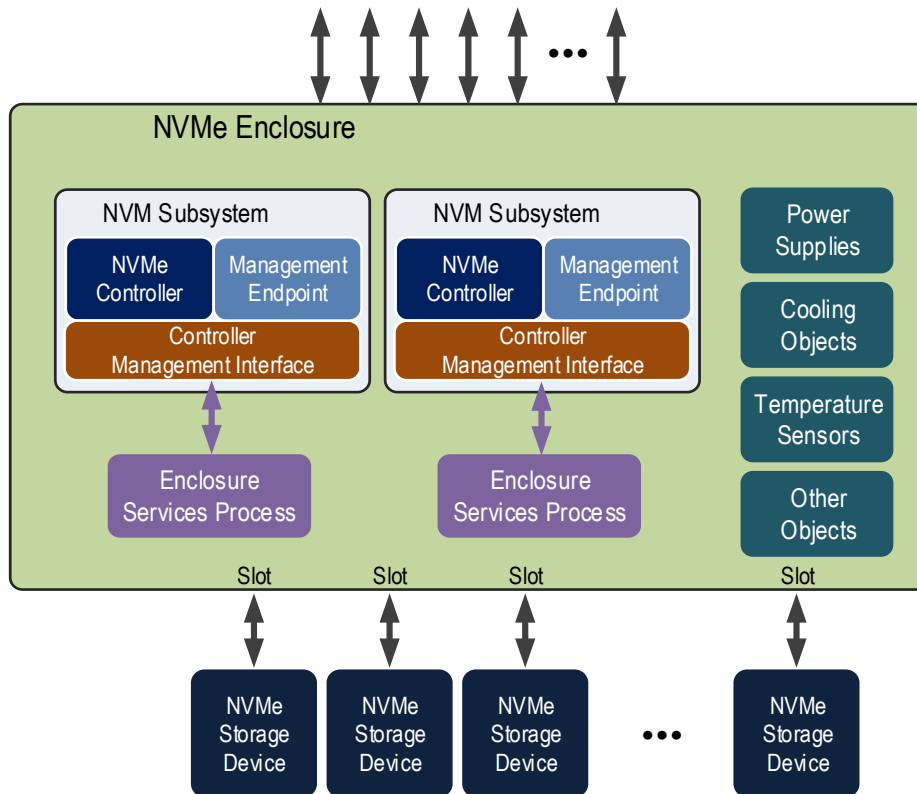 •••
NVMe Enclosure
NVM Subsystem
NVMe
Controller
Management
Endpoint
Controller
Management Interface
Enclosure
Services Process
NVM Subsystem
NVMe
Controller
Management
Endpoint
Controller
Management Interface
Enclosure
Services Process
Power
Supplies
Cooling
Objects
Temperature
Sensors
Other
Objects
Slot
Slot
Slot
Slot
NVMe
Storage
Device
NVMe
Storage
Device
NVMe
Storage
Device
•••
NVMe
Storage
Device